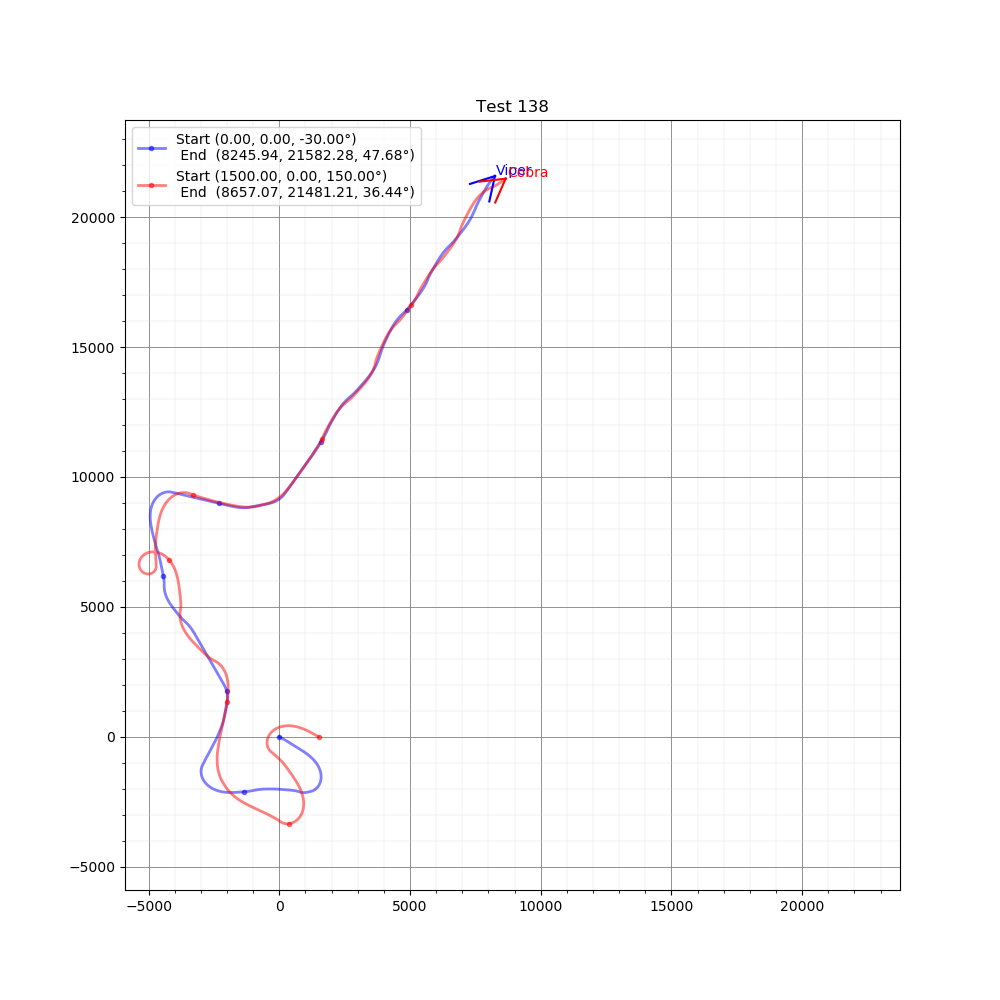 Test 138
Start (0.00, 0.00, -30.00°)
End (8245.94, 21582.28, 47.68°)
Start (1500.00, 0.00, 150.00°)
End (8657.07, 21481.21, 36.44°)
Viper
Cobra
20000
15000
10000
5000
0
−5000
−5000
0
5000
10000
15000
20000